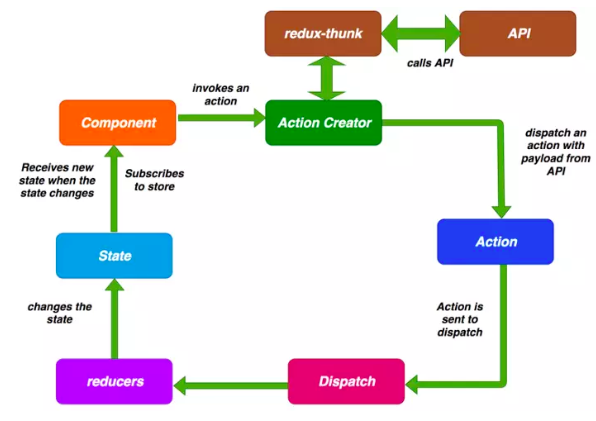 redux-thunk
API
calls API
invokes an
action
Component
Action Creator
dispatch an
action with
payload from
API
Receives new
state when the
state changes
Subscribes
to store
State
Action
changes the
state
Action is
sent to
dispatch
reducers
Dispatch